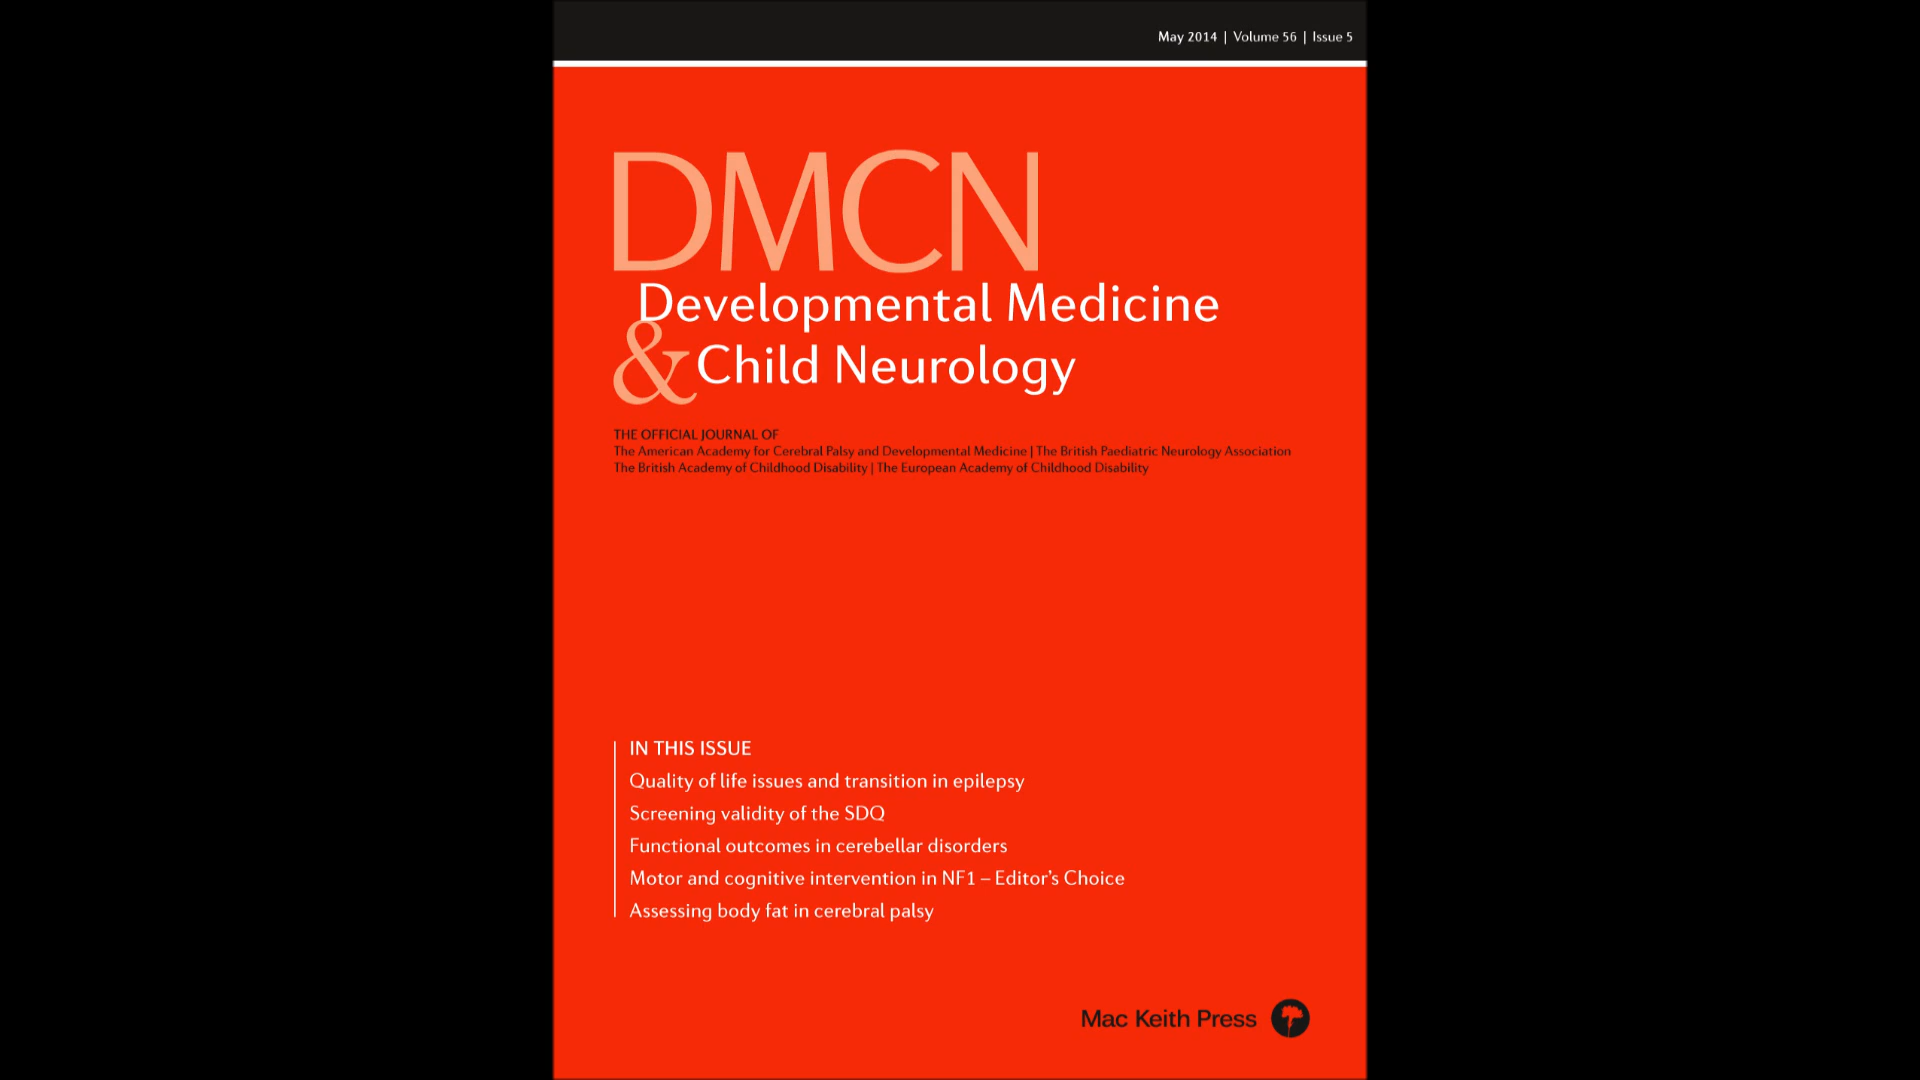 May 2014 | Volume 56 | Issue 5
DMCN
Developmental Medicine
& Child Neurology
THE OFFICIAL JOURNAL OF
The American Academy for Cerebral Palsy and Developmental Medicine | The British Paediatric Neurology Association
The British Academy of Childhood Disability | The European Academy of Childhood Disability
IN THIS ISSUE
Quality of life issues and transition in epilepsy
Screening validity of the SDQ
Functional outcomes in cerebellar disorders
Motor and cognitive intervention in NF1 – Editor's Choice
Assessing body fat in cerebral palsy
Mac Keith Press